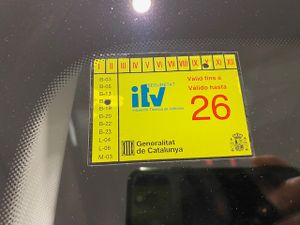 I II III IV V VI VII VIII IX X XI XII
B-03
B-05
B-13
B-18
B-20
B-22
B-23
L-04
L-06
M-03
itv
Vàlid fins a
Válido hasta
26
Generalitat
de Catalunya